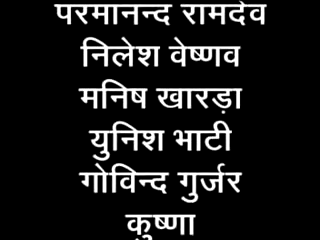 परमानन्द रामदेव
निलेश वेष्णव
मनिष खारड़ा
युनिश भाटी
गोविन्द गुर्जर
कुष्णा